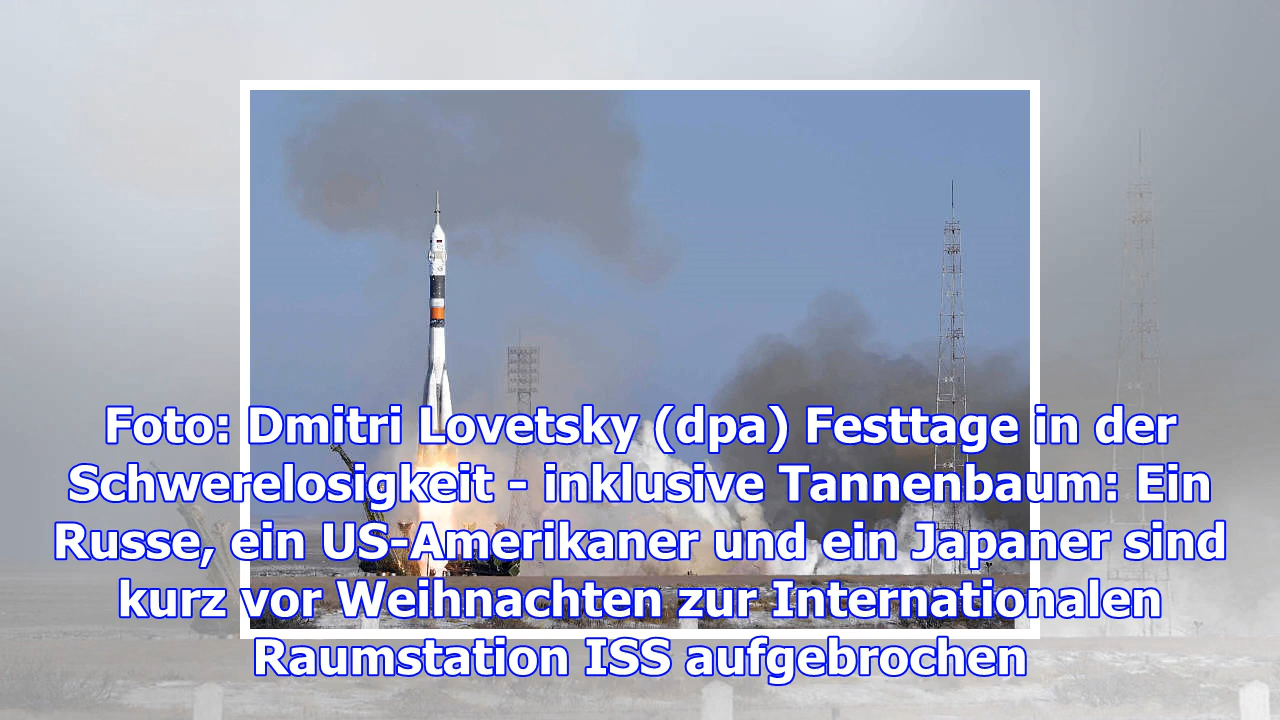 Foto: Dmitri Lovetsky (dpa) Festtage in der
Schwerelosigkeit - inklusive Tannenbaum: Ein
Russe, ein US-Amerikaner und ein Japaner sind
kurz vor Weihnachten zur Internationalen
Raumstation ISS aufgebrochen